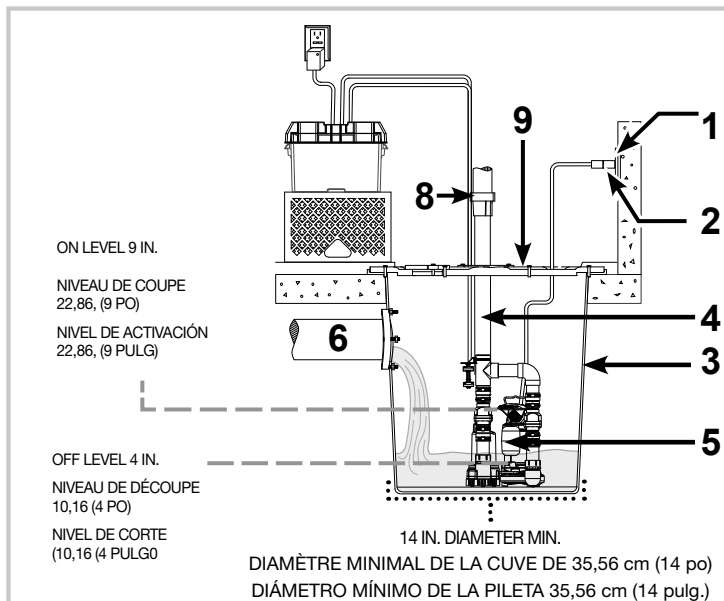 1
9
8
2
ON LEVEL 9 IN.
NIVEAU DE COUPE
22,86, (9 PO)
NIVEL DE ACTIVACIÓN
22,86, (9 PULG)
6
4
3
5
OFF LEVEL 4 IN.
NIVEAU DE DÉCOUPE
10,16 (4 PO)
NIVEL DE CORTE
(10,16 (4 PULG0
14 IN. DIAMETER MIN.
DIAMÈTRE MINIMAL DE LA CUVE DE 35,56 cm (14 po)
DIÁMETRO MÍNIMO DE LA PILETA 35,56 cm (14 pulg.)